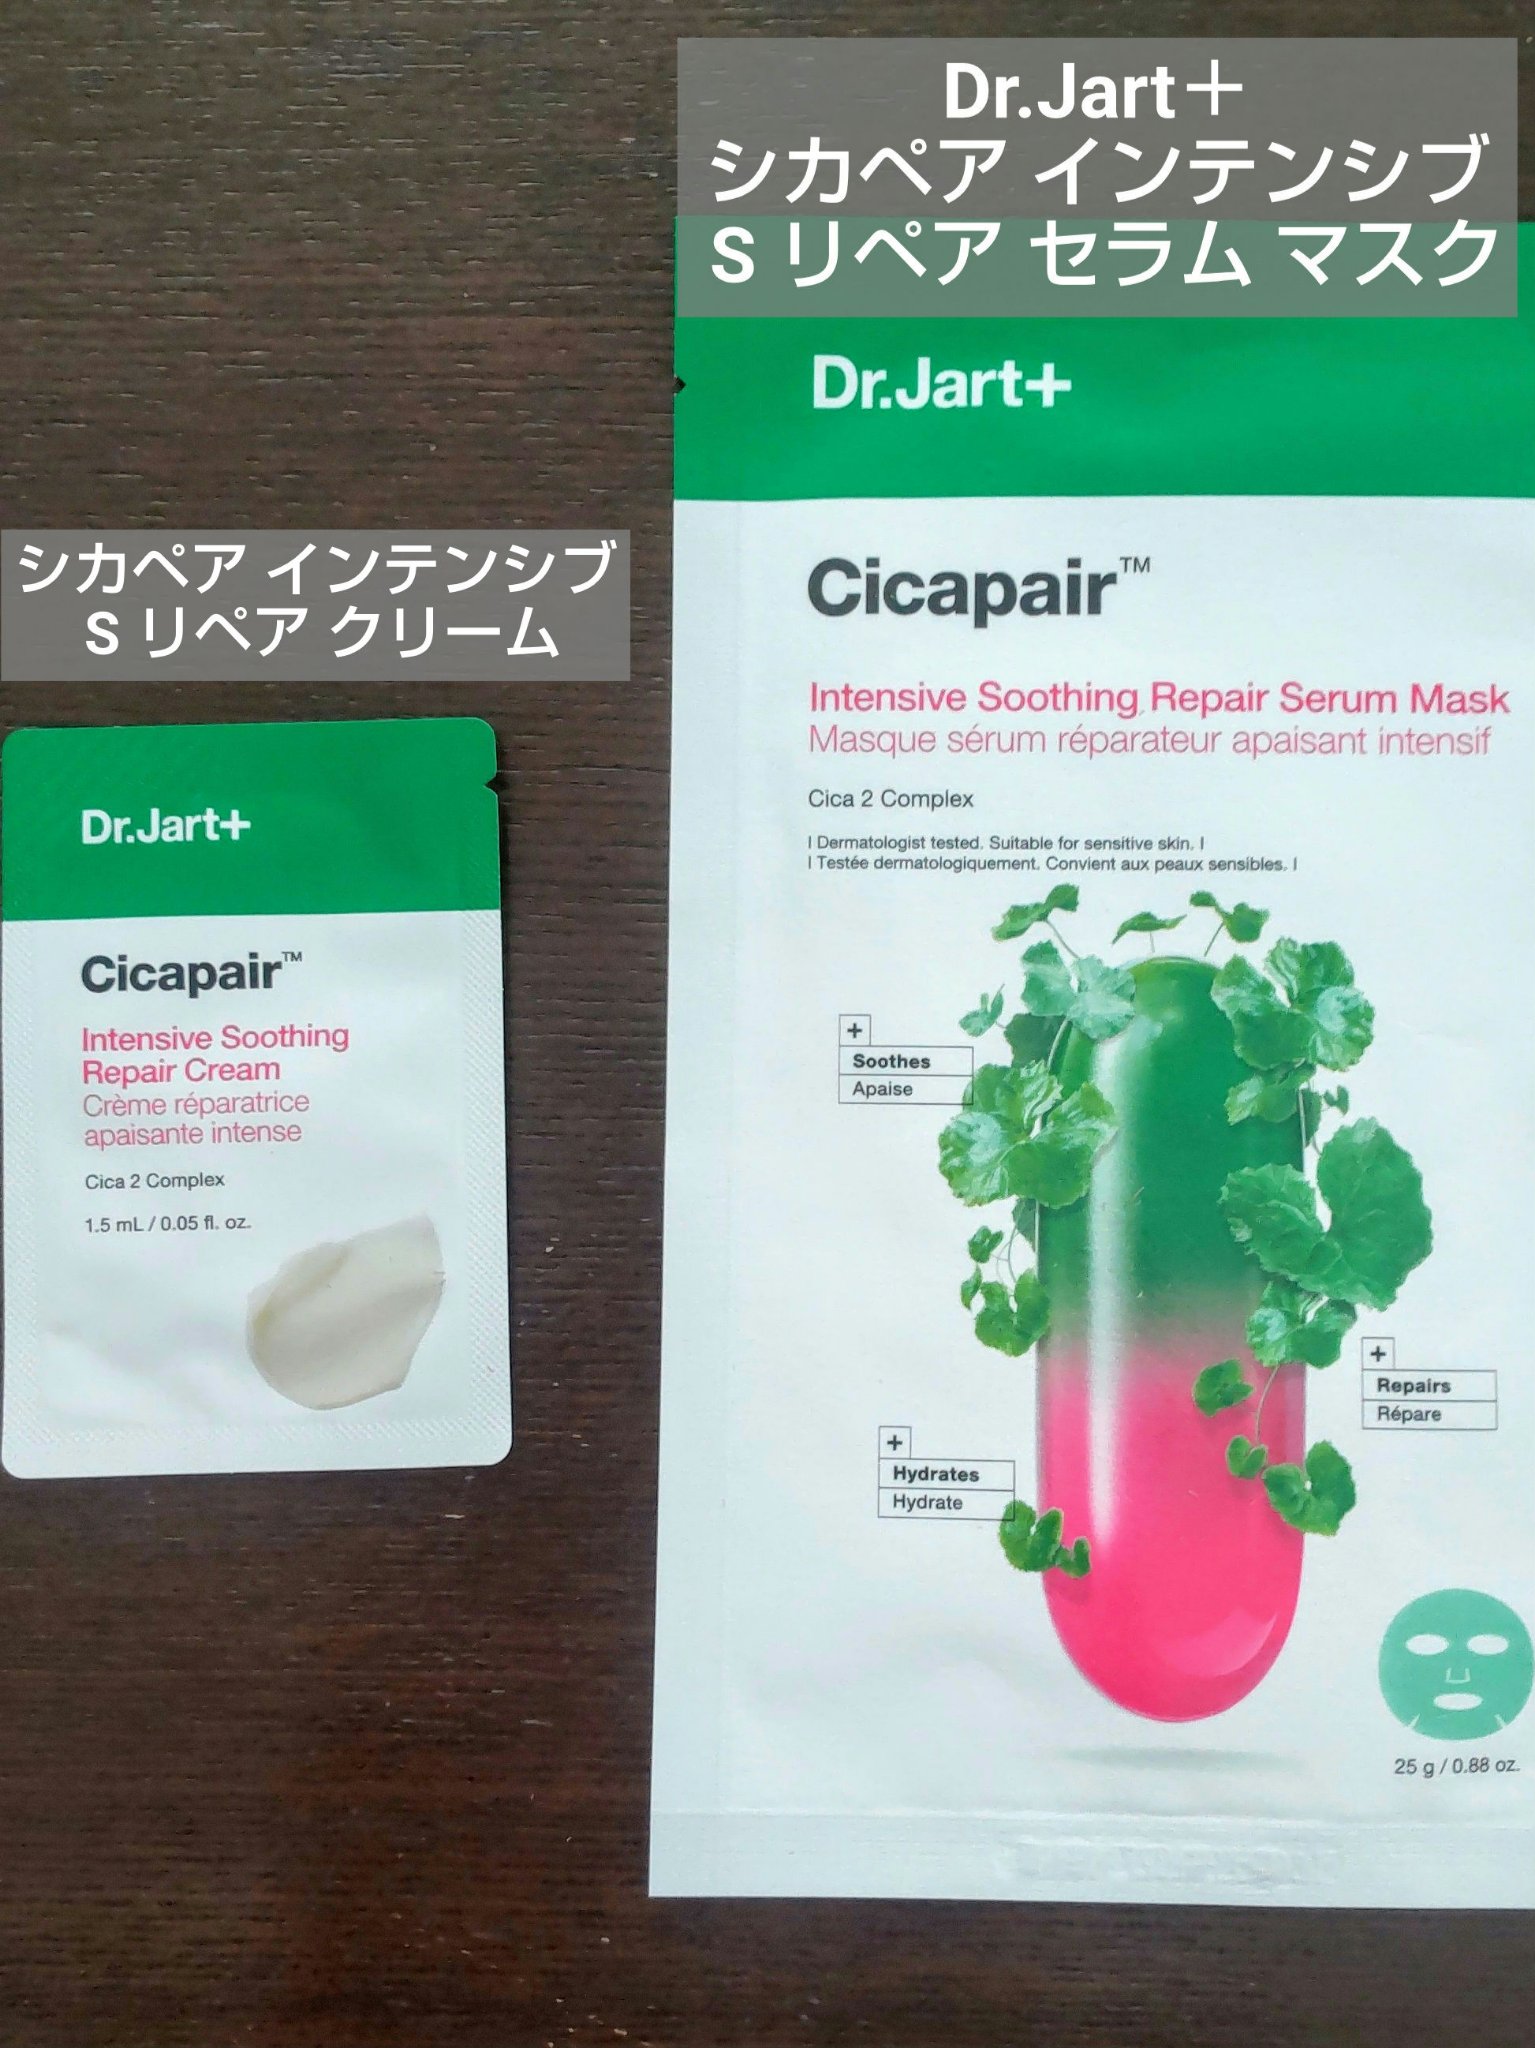 Dr.Jart＋
シカペア インテンシブ
S リペア セラム マスク
Dr.Jart+
Cicapair™
Intensive Soothing Repair Serum Mask
Masque sérum réparateur apaisant intensif
Cica 2 Complex
I Dermatologist tested. Suitable for sensitive skin. I
I Testée dermatologiquement. Convient aux peaux sensibles. I
+
Soothes
Apaise
+
Repairs
Répare
+
Hydrates
Hydrate
25 g / 0.88 oz.
シカペア インテンシブ
S リペア クリーム
Dr.Jart+
Cicapair™
Intensive Soothing
Repair Cream
Crème réparatrice
apaisante intense
Cica 2 Complex
1.5 mL / 0.05 fl. oz.